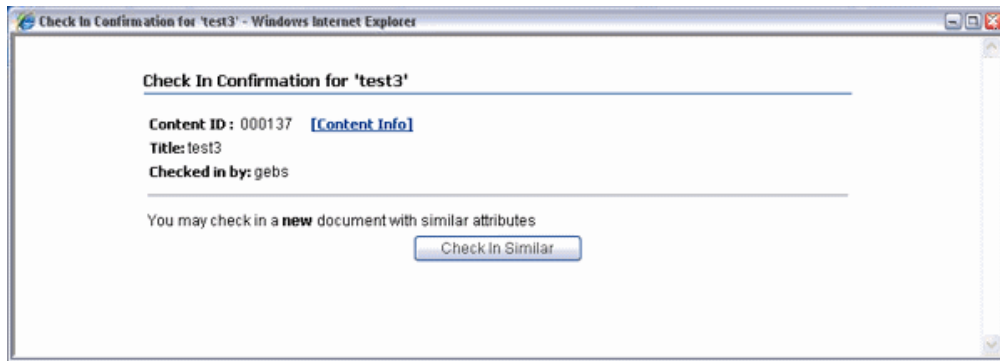 Check In Confirmation for 'test3' - Windows Internet Explorer
Check In Confirmation for 'test3'
Content ID : 000137 [Content Info]
Title: test3
Checked in by: gebs
You may check in a new document with similar attributes
Check In Similar